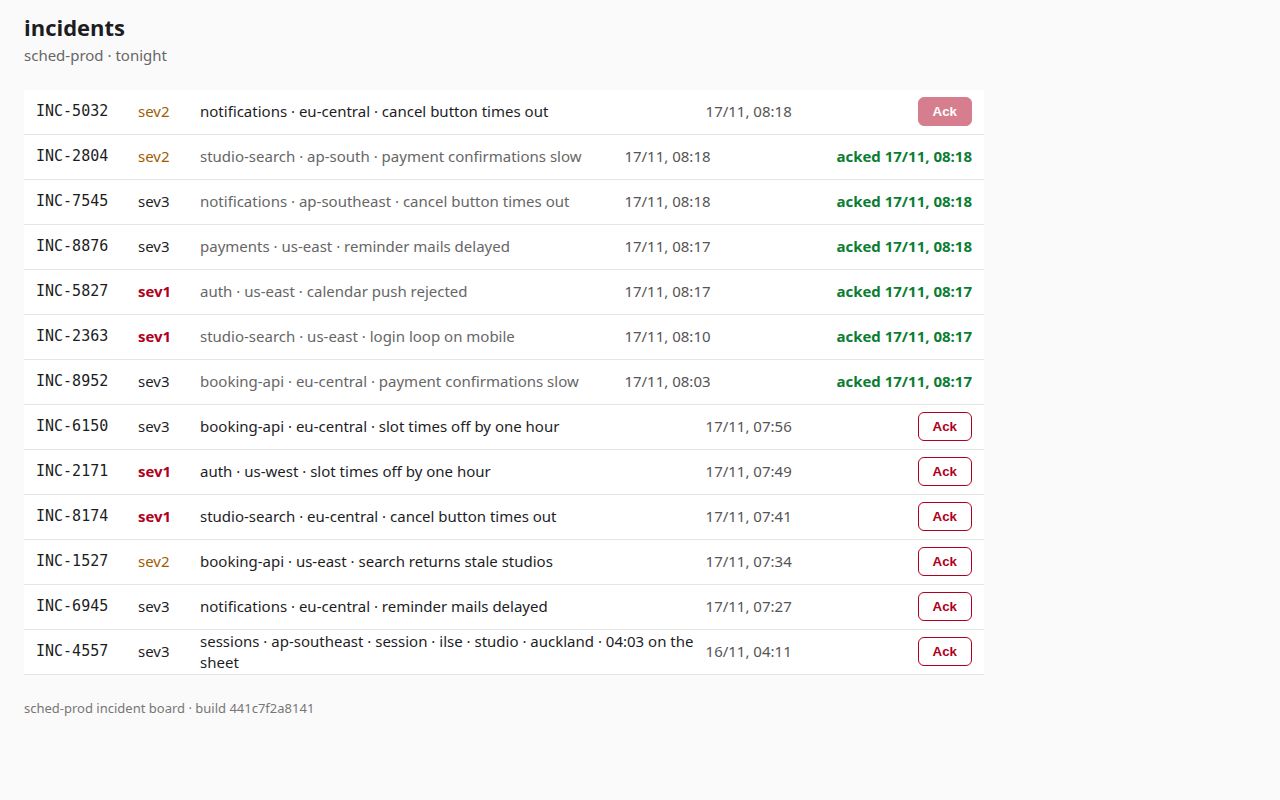 incidents
sched-prod · tonight
INC-5032 sev2 notifications · eu-central · cancel button times out 17/11, 08:18 Ack
INC-2804 sev2 studio-search · ap-south · payment confirmations slow 17/11, 08:18 acked 17/11, 08:18
INC-7545 sev3 notifications · ap-southeast · cancel button times out 17/11, 08:18 acked 17/11, 08:18
INC-8876 sev3 payments · us-east · reminder mails delayed 17/11, 08:17 acked 17/11, 08:18
INC-5827 sev1 auth · us-east · calendar push rejected 17/11, 08:17 acked 17/11, 08:17
INC-2363 sev1 studio-search · us-east · login loop on mobile 17/11, 08:10 acked 17/11, 08:17
INC-8952 sev3 booking-api · eu-central · payment confirmations slow 17/11, 08:03 acked 17/11, 08:17
INC-6150 sev3 booking-api · eu-central · slot times off by one hour 17/11, 07:56 Ack
INC-2171 sev1 auth · us-west · slot times off by one hour 17/11, 07:49 Ack
INC-8174 sev1 studio-search · eu-central · cancel button times out 17/11, 07:41 Ack
INC-1527 sev2 booking-api · us-east · search returns stale studios 17/11, 07:34 Ack
INC-6945 sev3 notifications · eu-central · reminder mails delayed 17/11, 07:27 Ack
INC-4557 sev3 sessions · ap-southeast · session · ilse · studio · auckland · 04:03 on the
sheet 16/11, 04:11 Ack
sched-prod incident board · build 441c7f2a8141